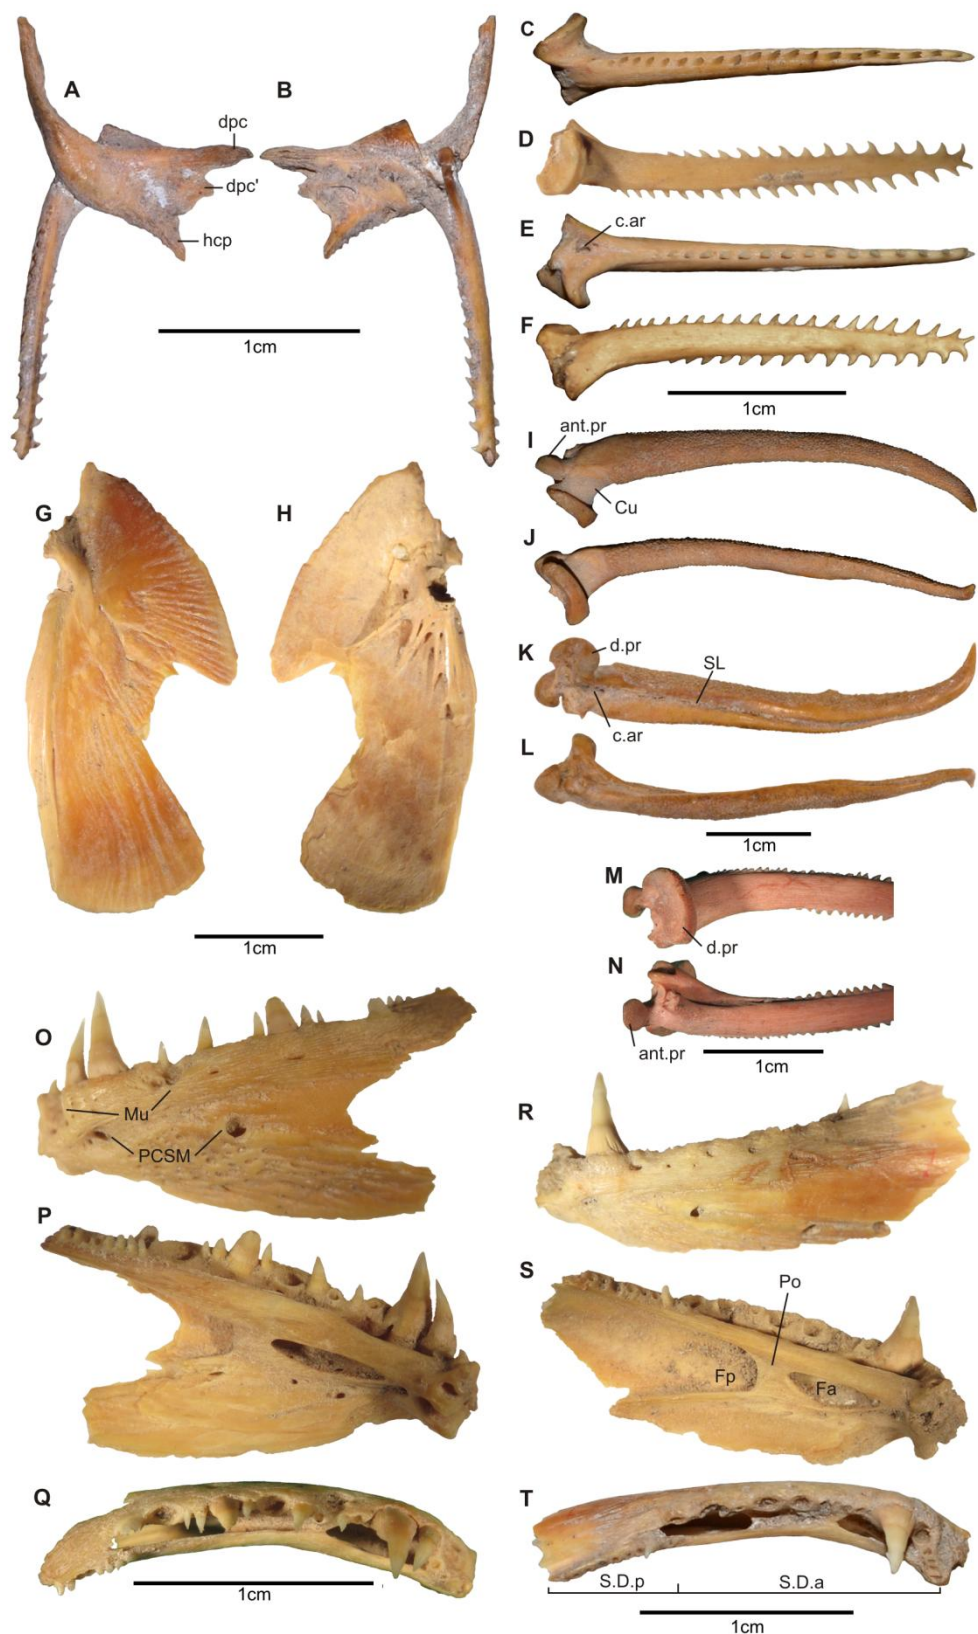 A
B
dpc
dpc'
hcp
1cm
C
D
E
c.ar
F
1cm
G
H
1cm
I
ant.pr
Cu
J
K
d.pr
SL
c.ar
L
1cm
M
d.pr
N
ant.pr
1cm
O
Mu
PCSM
P
Q
1cm
R
S
Po
Fp
Fa
T
S.D.p
S.D.a
1cm